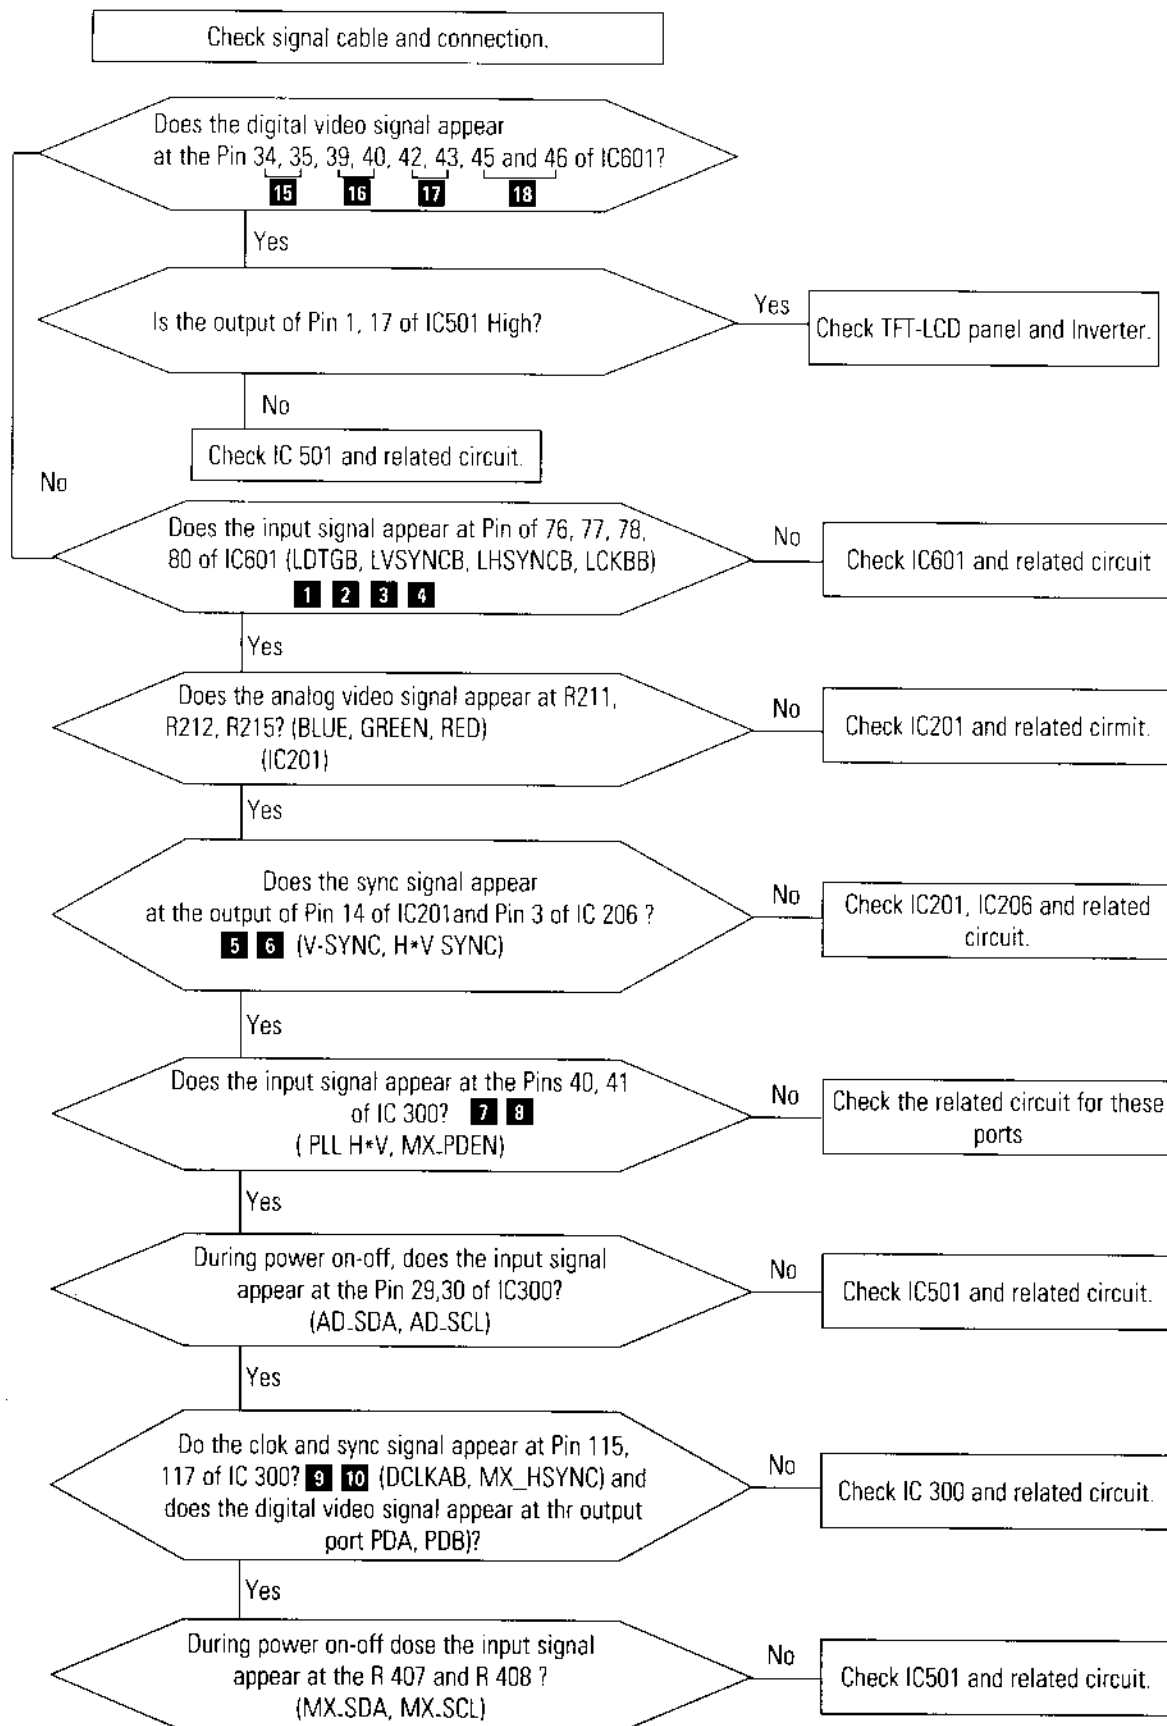 Check signal cable and connection.
Does the digital video signal appear
at the Pin 34, 35, 39, 40, 42, 43, 45 and 46 of IC601?
15 16 17 18
Yes
Is the output of Pin 1, 17 of IC501 High?
Yes
Check TFT-LCD panel and Inverter.
No
Check IC 501 and related circuit.
No
Does the input signal appear at Pin of 76, 77, 78,
80 of IC601 (LDTGB, LVSYNCB, LHSYNCB, LCKBB)
1 2 3 4
No
Check IC601 and related circuit
Yes
Does the analog video signal appear at R211,
R212, R215? (BLUE, GREEN, RED)
(IC201)
No
Check IC201 and related cirmit.
Yes
Does the sync signal appear
at the output of Pin 14 of IC201and Pin 3 of IC 206 ?
5 6 (V-SYNC, H*V SYNC)
No
Check IC201, IC206 and related
circuit.
Yes
Does the input signal appear at the Pins 40, 41
of IC 300? 7 8
( PLL H*V, MX_PDEN)
No
Check the related circuit for these
ports
Yes
During power on-off, does the input signal
appear at the Pin 29,30 of IC300?
(AD_SDA, AD_SCL)
No
Check IC501 and related circuit.
Yes
Do the clok and sync signal appear at Pin 115,
117 of IC 300? 9 10 (DCLKAB, MX_HSYNC) and
does the digital video signal appear at thr output
port PDA, PDB)?
No
Check IC 300 and related circuit.
Yes
During power on-off dose the input signal
appear at the R 407 and R 408 ?
(MX_SDA, MX_SCL)
No
Check IC501 and related circuit.